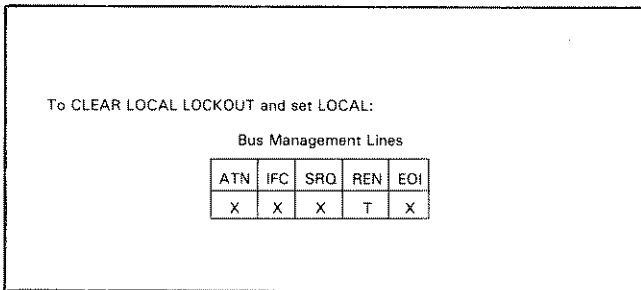 To CLEAR LOCAL LOCKOUT and set LOCAL:
Bus Management Lines
ATN IFC SRQ REN EOI
X X X T X